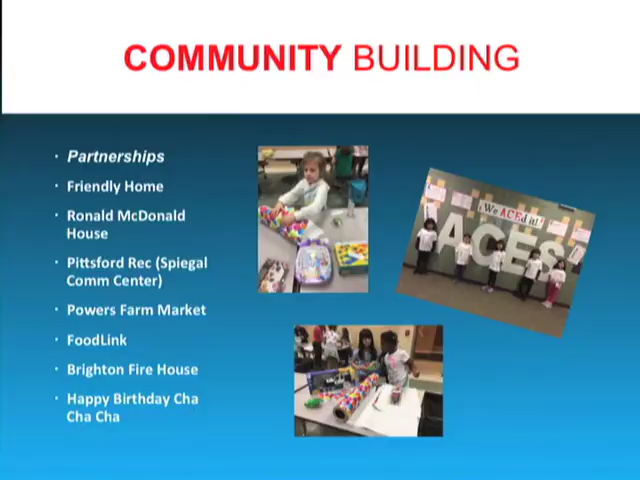 COMMUNITY BUILDING
· Partnerships
· Friendly Home
· Ronald McDonald
House
· Pittsford Rec (Spiegal
Comm Center)
· Powers Farm Market
· FoodLink
· Brighton Fire House
· Happy Birthday Cha
Cha Cha
We ACEd it!
ACES